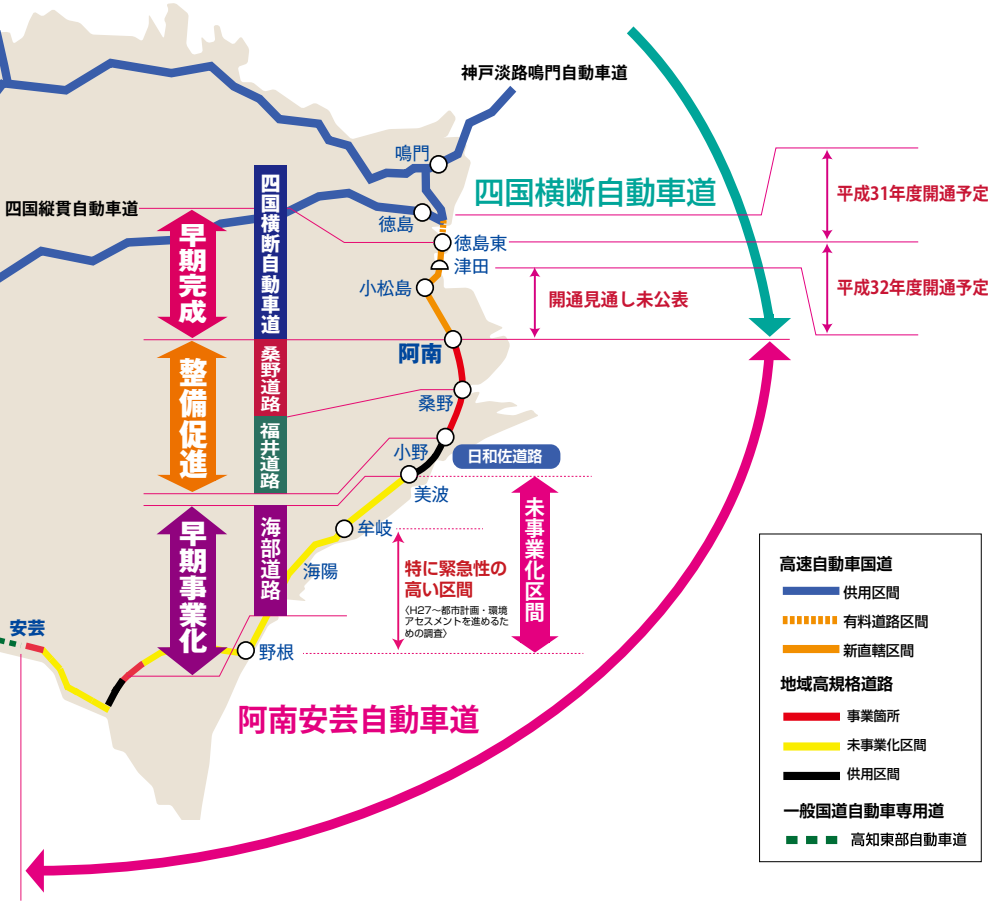 神戸淡路鳴門自動車道
鳴門
四国横断自動車道
平成31年度開通予定
四国縦貫自動車道
徳島
徳島東
津田
小松島
開通見通し未公表
平成32年度開通予定
阿南
早期完成
四国横断自動車道
整備促進
桑野道路
福井道路
桑野
小野
日和佐道路
美波
早期事業化
海部道路
牟岐
海陽
特に緊急性の
高い区間
〈H27～都市計画・環境
アセスメントを進めるた
めの調査〉
未事業化区間
安芸
野根
阿南安芸自動車道
高速自動車国道
供用区間
有料道路区間
新直轄区間
地域高規格道路
事業箇所
未事業化区間
供用区間
一般国道自動車専用道
高知東部自動車道